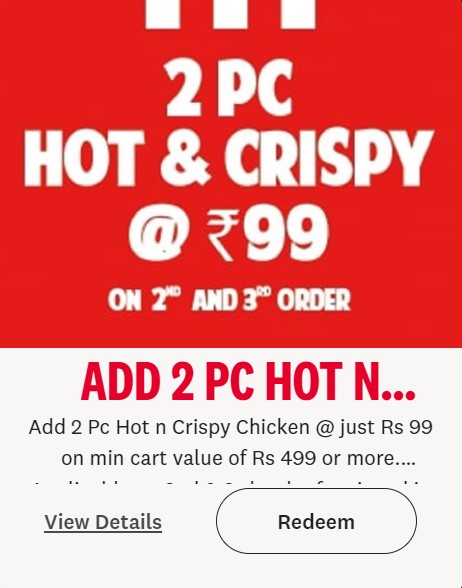 2 PC
HOT & CRISPY
@ ₹99
ON 2ND AND 3RD ORDER
ADD 2 PC HOT N...
Add 2 Pc Hot n Crispy Chicken @ just Rs 99
on min cart value of Rs 499 or more....
View Details
Redeem